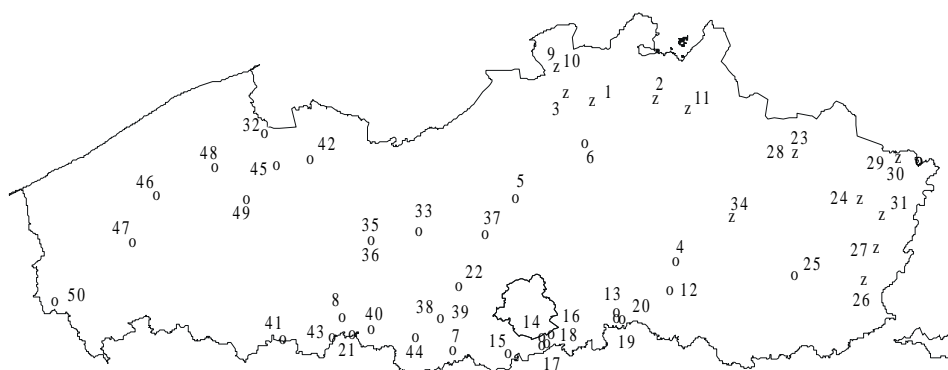 9 10
z
3 z z 1 2 z 11 z
32 o
42 o
48 o 45 o
46 o
49 o
47 o
50 o
6 o
5 o
33 o
35 o 36
37 o
23 28 z
29 z 30
24 z
31 z
34 z
27 z
26 z
4 o
12 o
25 o
22 o
8 o
40 o
38 39 o
41 o
43 o
21 o
44 o
7 o
15 o o
14 o 16 o 18 o
17
13 o o 20 o
19